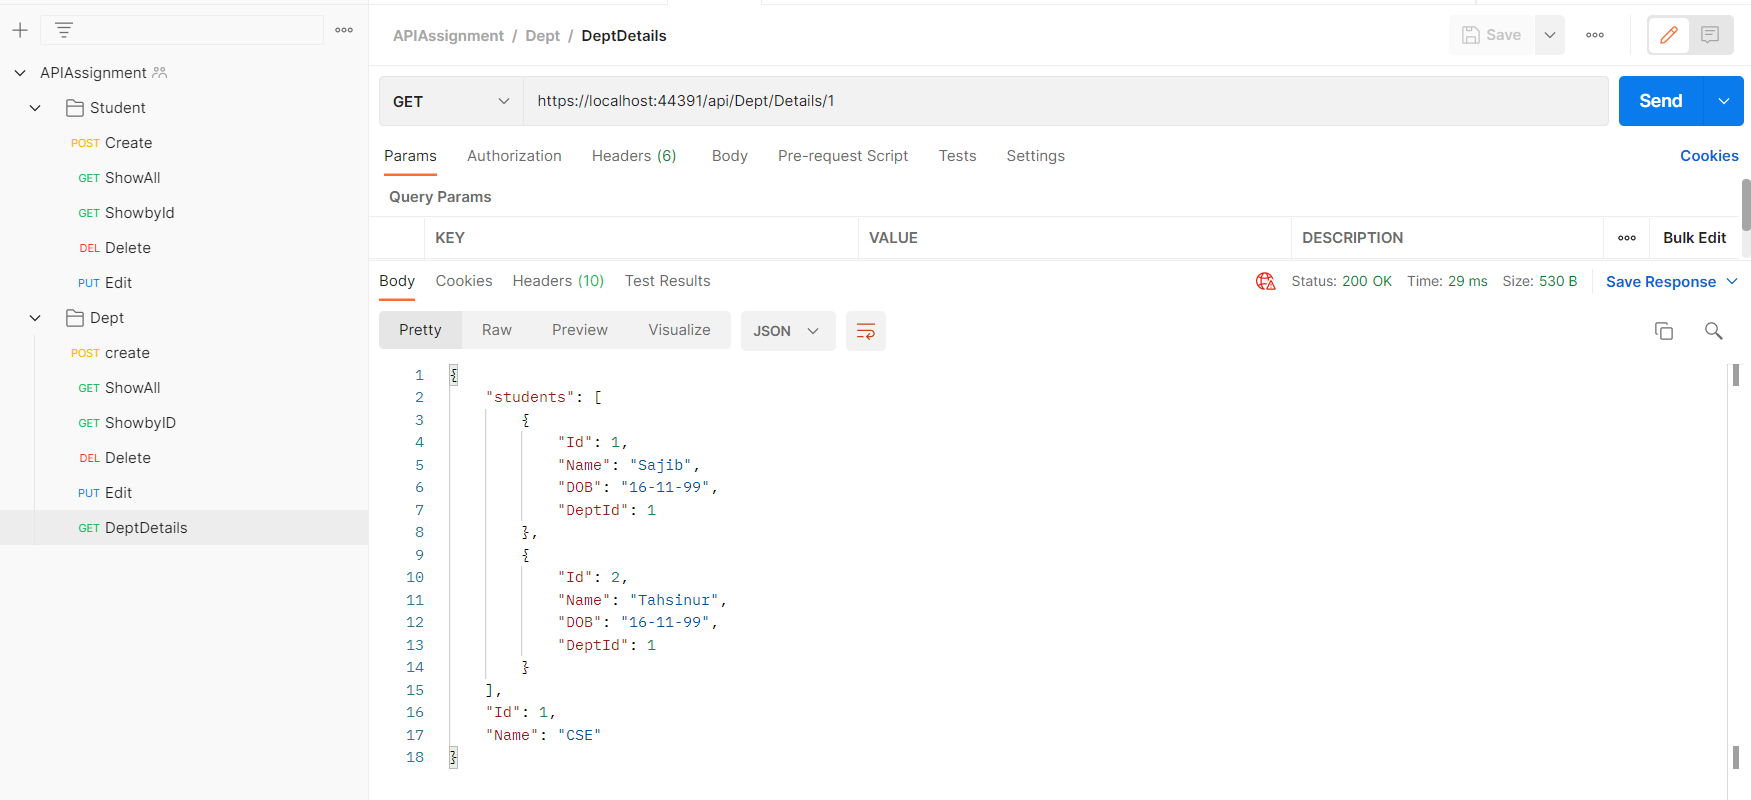 APIAssignment
Student
POST Create
GET ShowAll
GET ShowbyId
DEL Delete
PUT Edit
Dept
POST create
GET ShowAll
GET ShowbyID
DEL Delete
PUT Edit
GET DeptDetails
APIAssignment / Dept / DeptDetails
Save
GET
https://localhost:44391/api/Dept/Details/1
Send
Params Authorization Headers (6) Body Pre-request Script Tests Settings Cookies
Query Params
KEY VALUE DESCRIPTION Bulk Edit
Body Cookies Headers (10) Test Results Status: 200 OK Time: 29 ms Size: 530 B Save Response
Pretty Raw Preview Visualize JSON
1 {
2 "students": [
3 {
4 "Id": 1,
5 "Name": "Sajib",
6 "DOB": "16-11-99",
7 "DeptId": 1
8 },
9 {
10 "Id": 2,
11 "Name": "Tahsinur",
12 "DOB": "16-11-99",
13 "DeptId": 1
14 }
15 ],
16 "Id": 1,
17 "Name": "CSE"
18 }